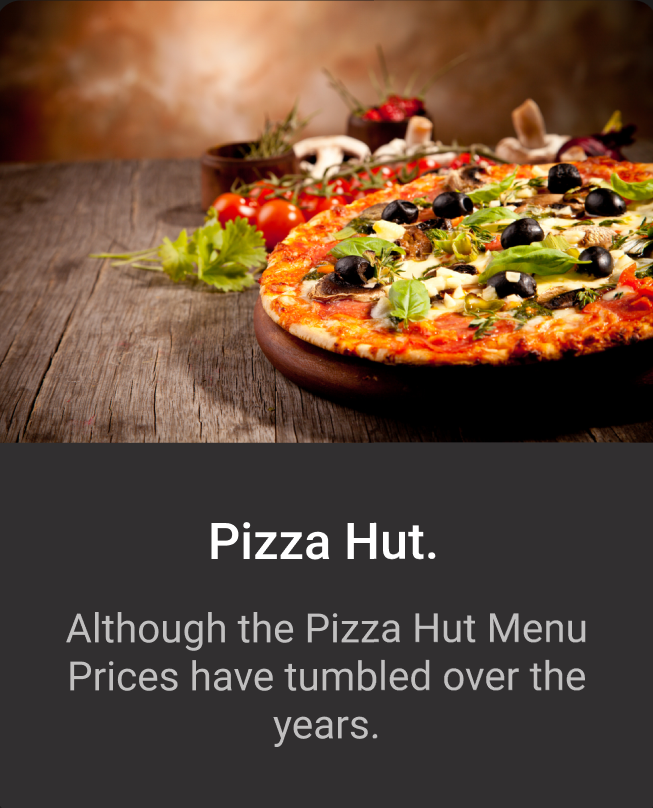 Pizza Hut.
Although the Pizza Hut Menu
Prices have tumbled over the
years.